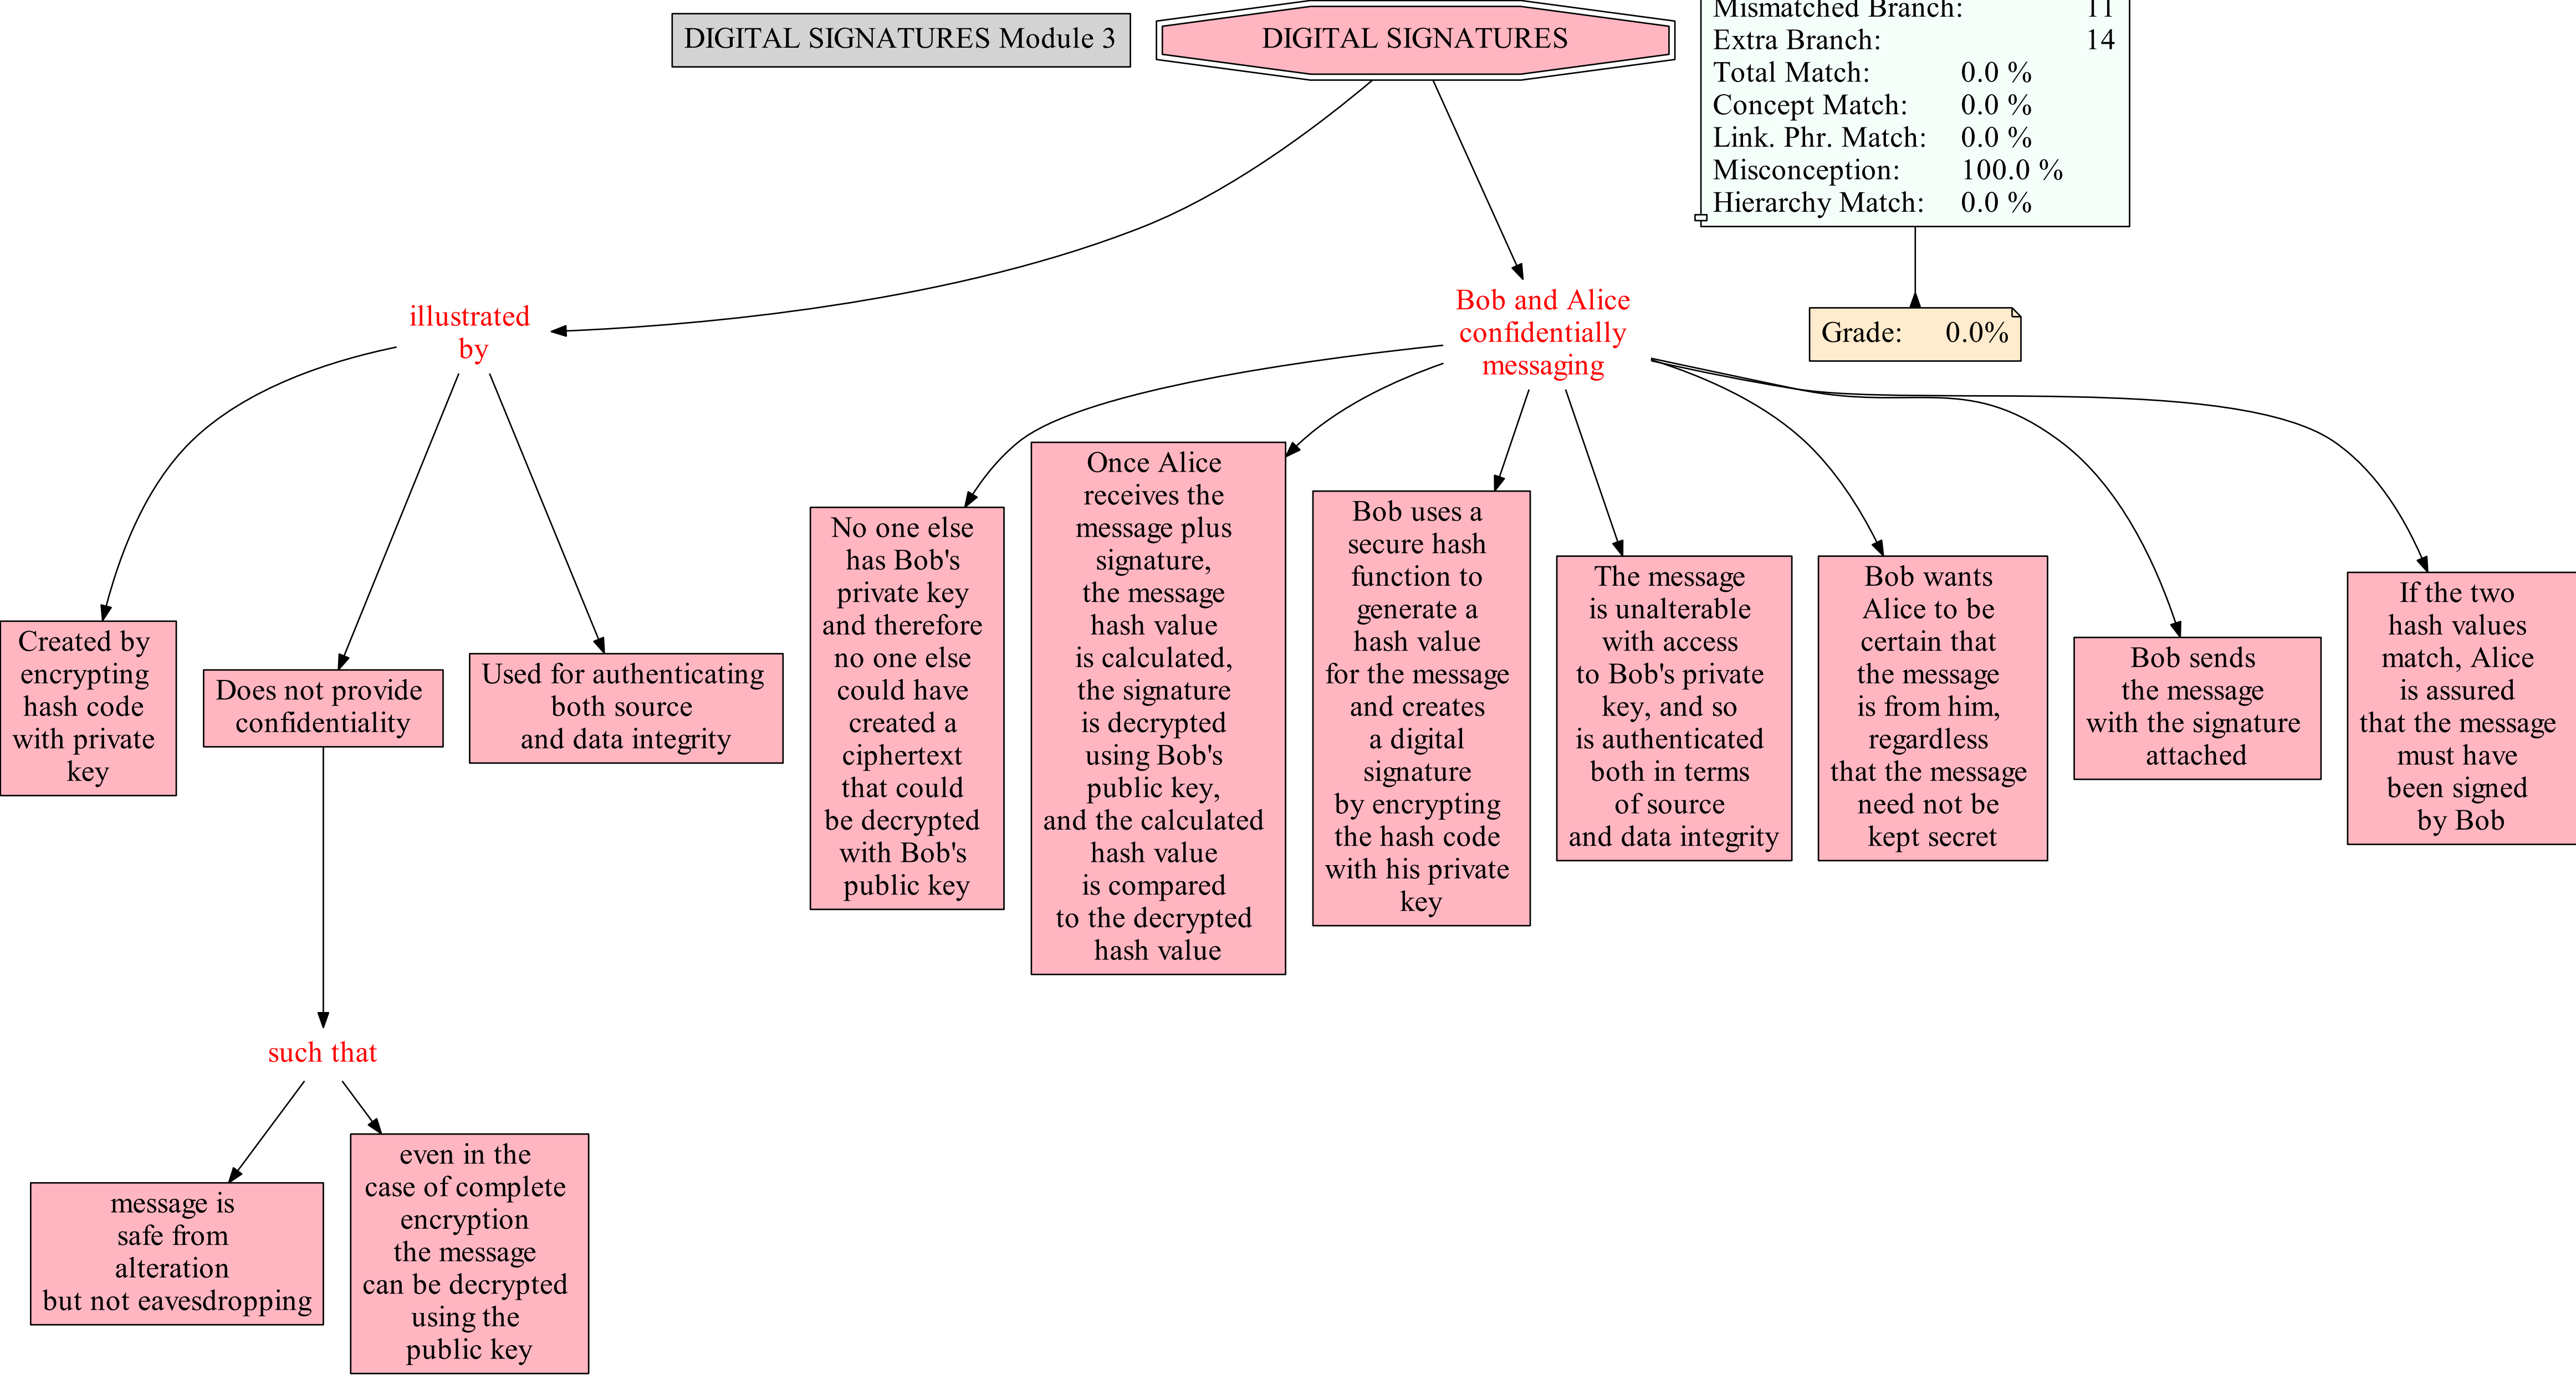 DIGITAL SIGNATURES Module 3
DIGITAL SIGNATURES
Mismatched Branch: 11
Extra Branch: 14
Total Match: 0.0 %
Concept Match: 0.0 %
Link. Phr. Match: 0.0 %
Misconception: 100.0 %
Hierarchy Match: 0.0 %
Grade: 0.0%
illustrated
by
Bob and Alice
confidentially
messaging
Created by
encrypting
hash code
with private
key
Does not provide
confidentiality
Used for authenticating
both source
and data integrity
No one else
has Bob's
private key
and therefore
no one else
could have
created a
ciphertext
that could
be decrypted
with Bob's
public key
Once Alice
receives the
message plus
signature,
the message
hash value
is calculated,
the signature
is decrypted
using Bob's
public key,
and the calculated
hash value
is compared
to the decrypted
hash value
Bob uses a
secure hash
function to
generate a
hash value
for the message
and creates
a digital
signature
by encrypting
the hash code
with his private
key
The message
is unalterable
with access
to Bob's private
key, and so
is authenticated
both in terms
of source
and data integrity
Bob wants
Alice to be
certain that
the message
is from him,
regardless
that the message
need not be
kept secret
Bob sends
the message
with the signature
attached
If the two
hash values
match, Alice
is assured
that the message
must have
been signed
by Bob
such that
message is
safe from
alteration
but not eavesdropping
even in the
case of complete
encryption
the message
can be decrypted
using the
public key